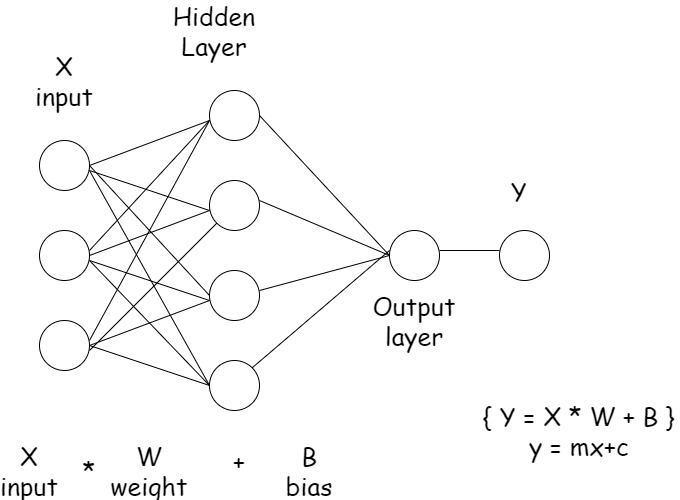 Hidden
Layer
X
input
Y
Output
layer
{ Y = X * W + B }
y = mx+c
X * W + B
input weight bias